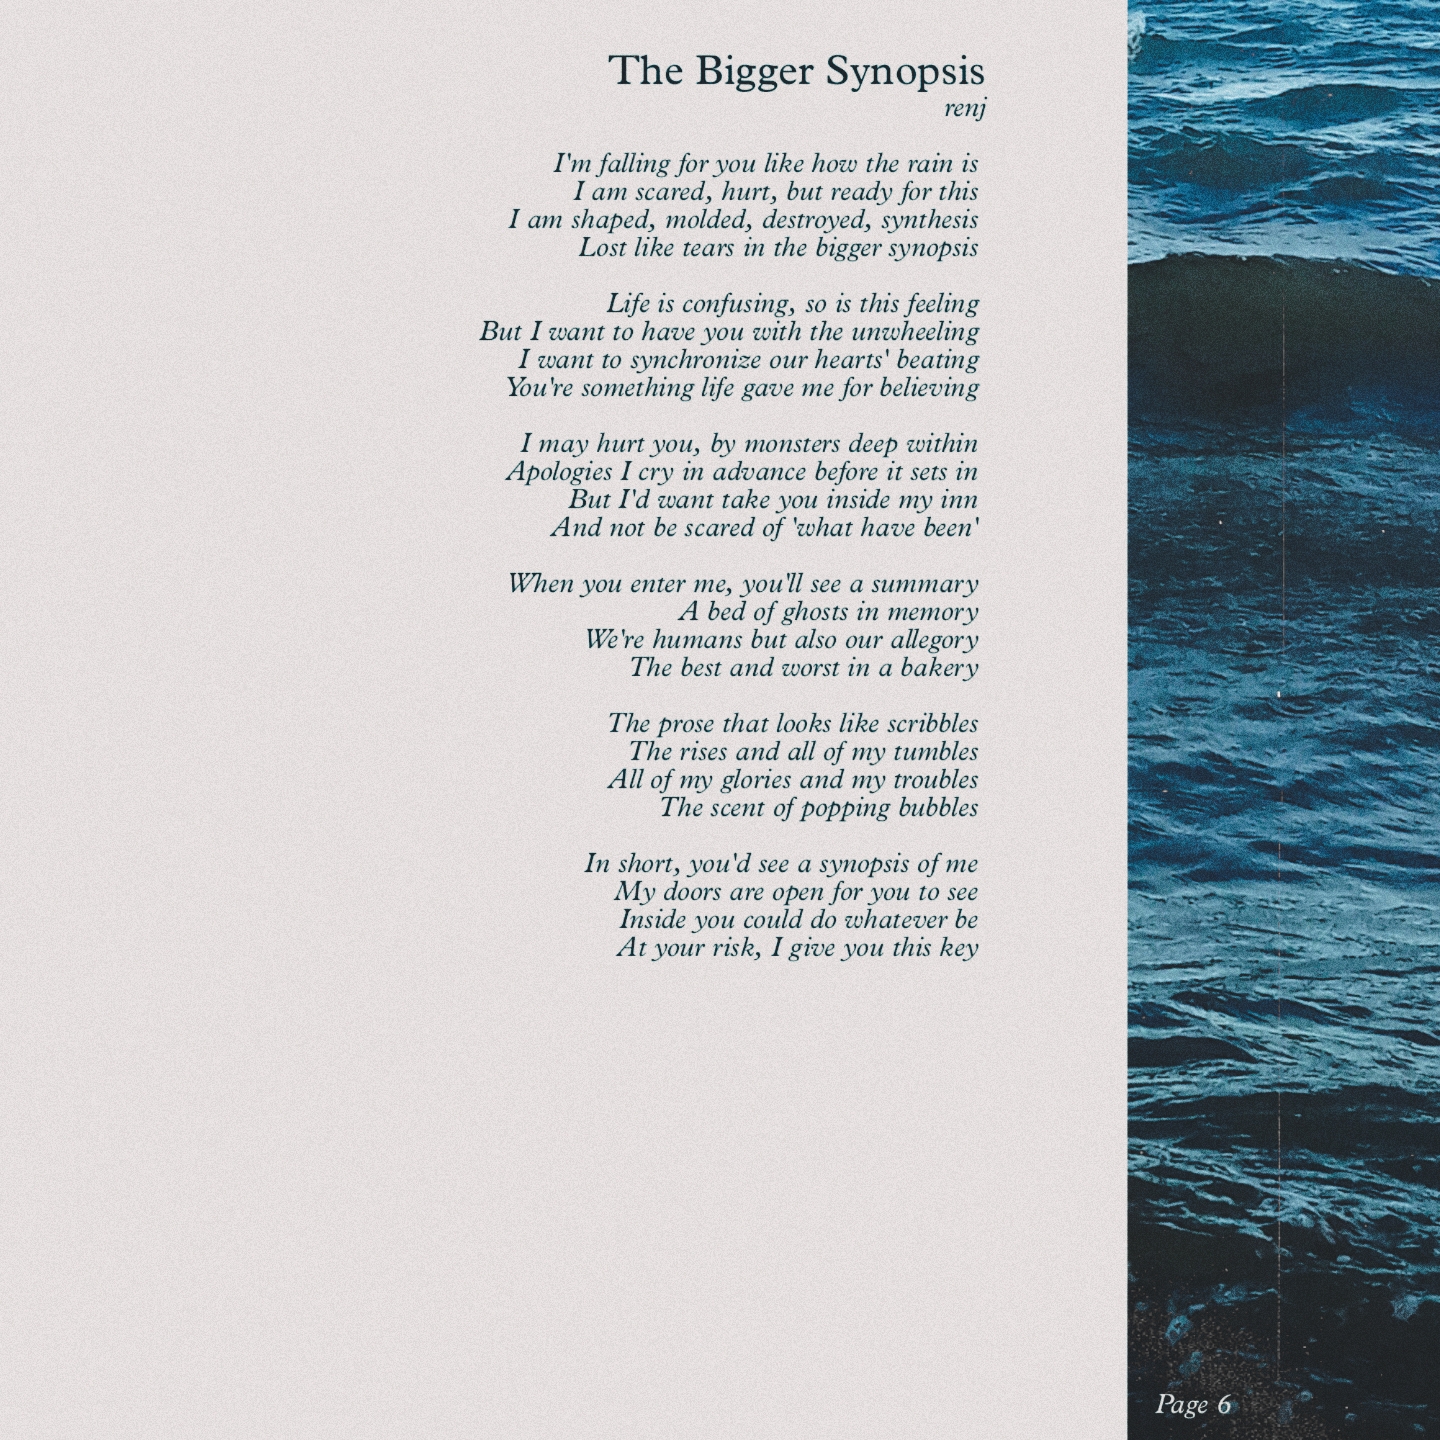 The Bigger Synopsis
renj
I'm falling for you like how the rain is
I am scared, hurt, but ready for this
I am shaped, molded, destroyed, synthesis
Lost like tears in the bigger synopsis
Life is confusing, so is this feeling
But I want to have you with the unwheeling
I want to synchronize our hearts' beating
You're something life gave me for believing
I may hurt you, by monsters deep within
Apologies I cry in advance before it sets in
But I'd want take you inside my inn
And not be scared of 'what have been'
When you enter me, you'll see a summary
A bed of ghosts in memory
We're humans but also our allegory
The best and worst in a bakery
The prose that looks like scribbles
The rises and all of my tumbles
All of my glories and my troubles
The scent of popping bubbles
In short, you'd see a synopsis of me
My doors are open for you to see
Inside you could do whatever be
At your risk, I give you this key
Page 6